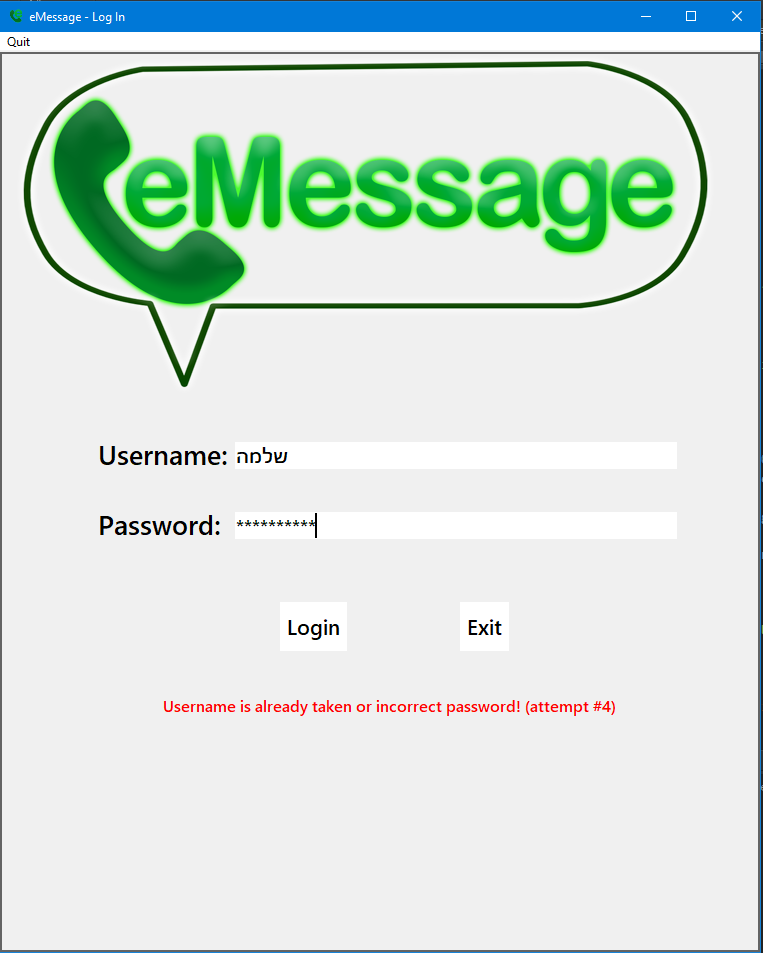 eMessage - Log In
Quit
eMessage
Username: שלמה
Password: **********
Login Exit
Username is already taken or incorrect password! (attempt #4)